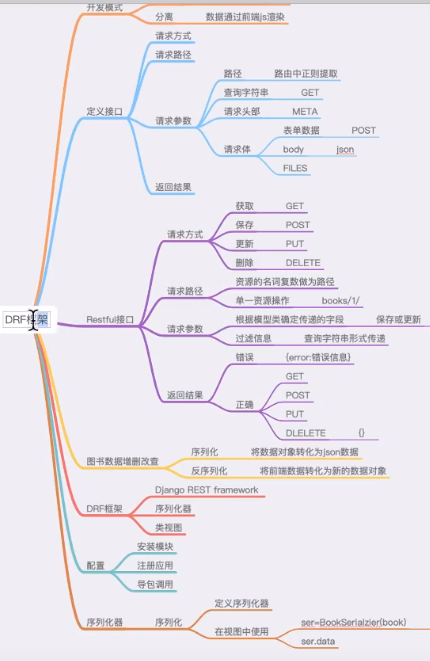 开发模式
分离 数据通过前端js渲染
请求方式
请求路径
定义接口
请求参数
路径 路由中正则提取
查询字符串 GET
请求头部 META
请求体
表单数据 POST
body json
FILES
返回结果
DRF框架
Restful接口
请求方式
获取 GET
保存 POST
更新 PUT
删除 DELETE
请求路径
资源的名词复数做为路径
单一资源操作 books/1/
请求参数
根据模型类确定传递的字段 保存或更新
过滤信息 查询字符串形式传递
返回结果
错误 {error:错误信息}
正确
GET
POST
PUT
DLELETE {}
图书数据增删改查
序列化 将数据对象转化为json数据
反序列化 将前端数据转化为新的数据对象
DRF框架
Django REST framework
序列化器
类视图
配置
安装模块
注册应用
导包调用
序列化器 序列化
定义序列化器
在视图中使用
ser=BookSerialzier(book)
ser.data